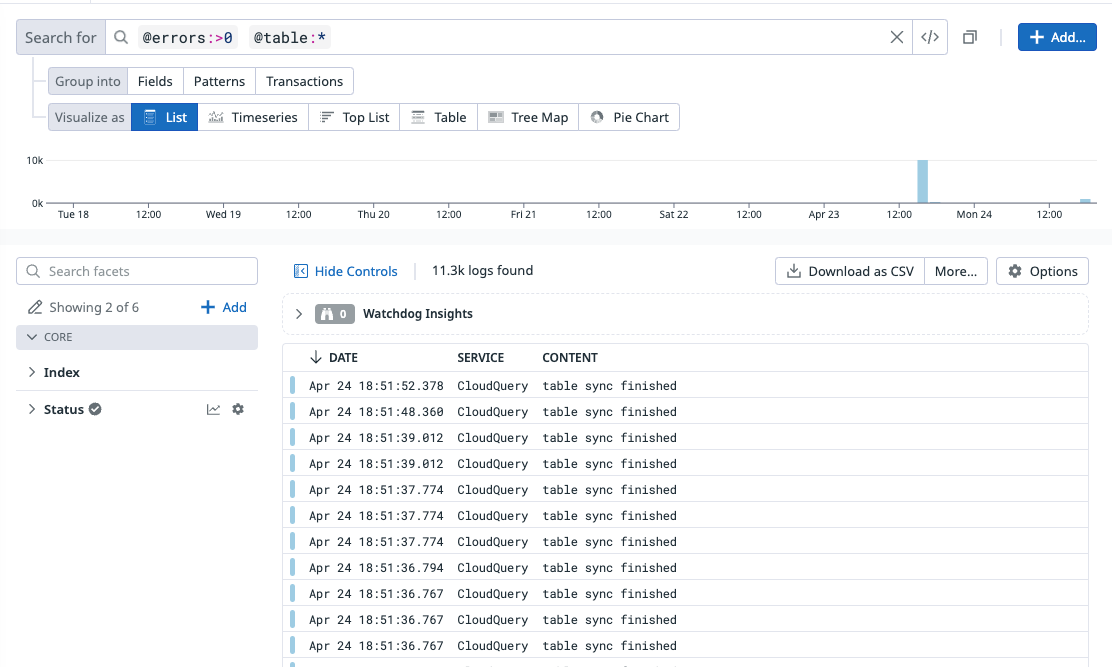 Search for @errors:>0 @table:* </> Add...
Group into Fields Patterns Transactions
Visualize as List Timeseries Top List Table Tree Map Pie Chart
10k
0k
Tue 18 12:00 Wed 19 12:00 Thu 20 12:00 Fri 21 12:00 Sat 22 12:00 Apr 23 12:00 Mon 24 12:00
Search facets
Showing 2 of 6 Add
CORE
Index
Status
Hide Controls 11.3k logs found Download as CSV More... Options
0 Watchdog Insights
DATE SERVICE CONTENT
Apr 24 18:51:52.378 CloudQuery table sync finished
Apr 24 18:51:48.360 CloudQuery table sync finished
Apr 24 18:51:39.012 CloudQuery table sync finished
Apr 24 18:51:39.012 CloudQuery table sync finished
Apr 24 18:51:37.774 CloudQuery table sync finished
Apr 24 18:51:37.774 CloudQuery table sync finished
Apr 24 18:51:37.774 CloudQuery table sync finished
Apr 24 18:51:36.794 CloudQuery table sync finished
Apr 24 18:51:36.767 CloudQuery table sync finished
Apr 24 18:51:36.767 CloudQuery table sync finished
Apr 24 18:51:36.767 CloudQuery table sync finished